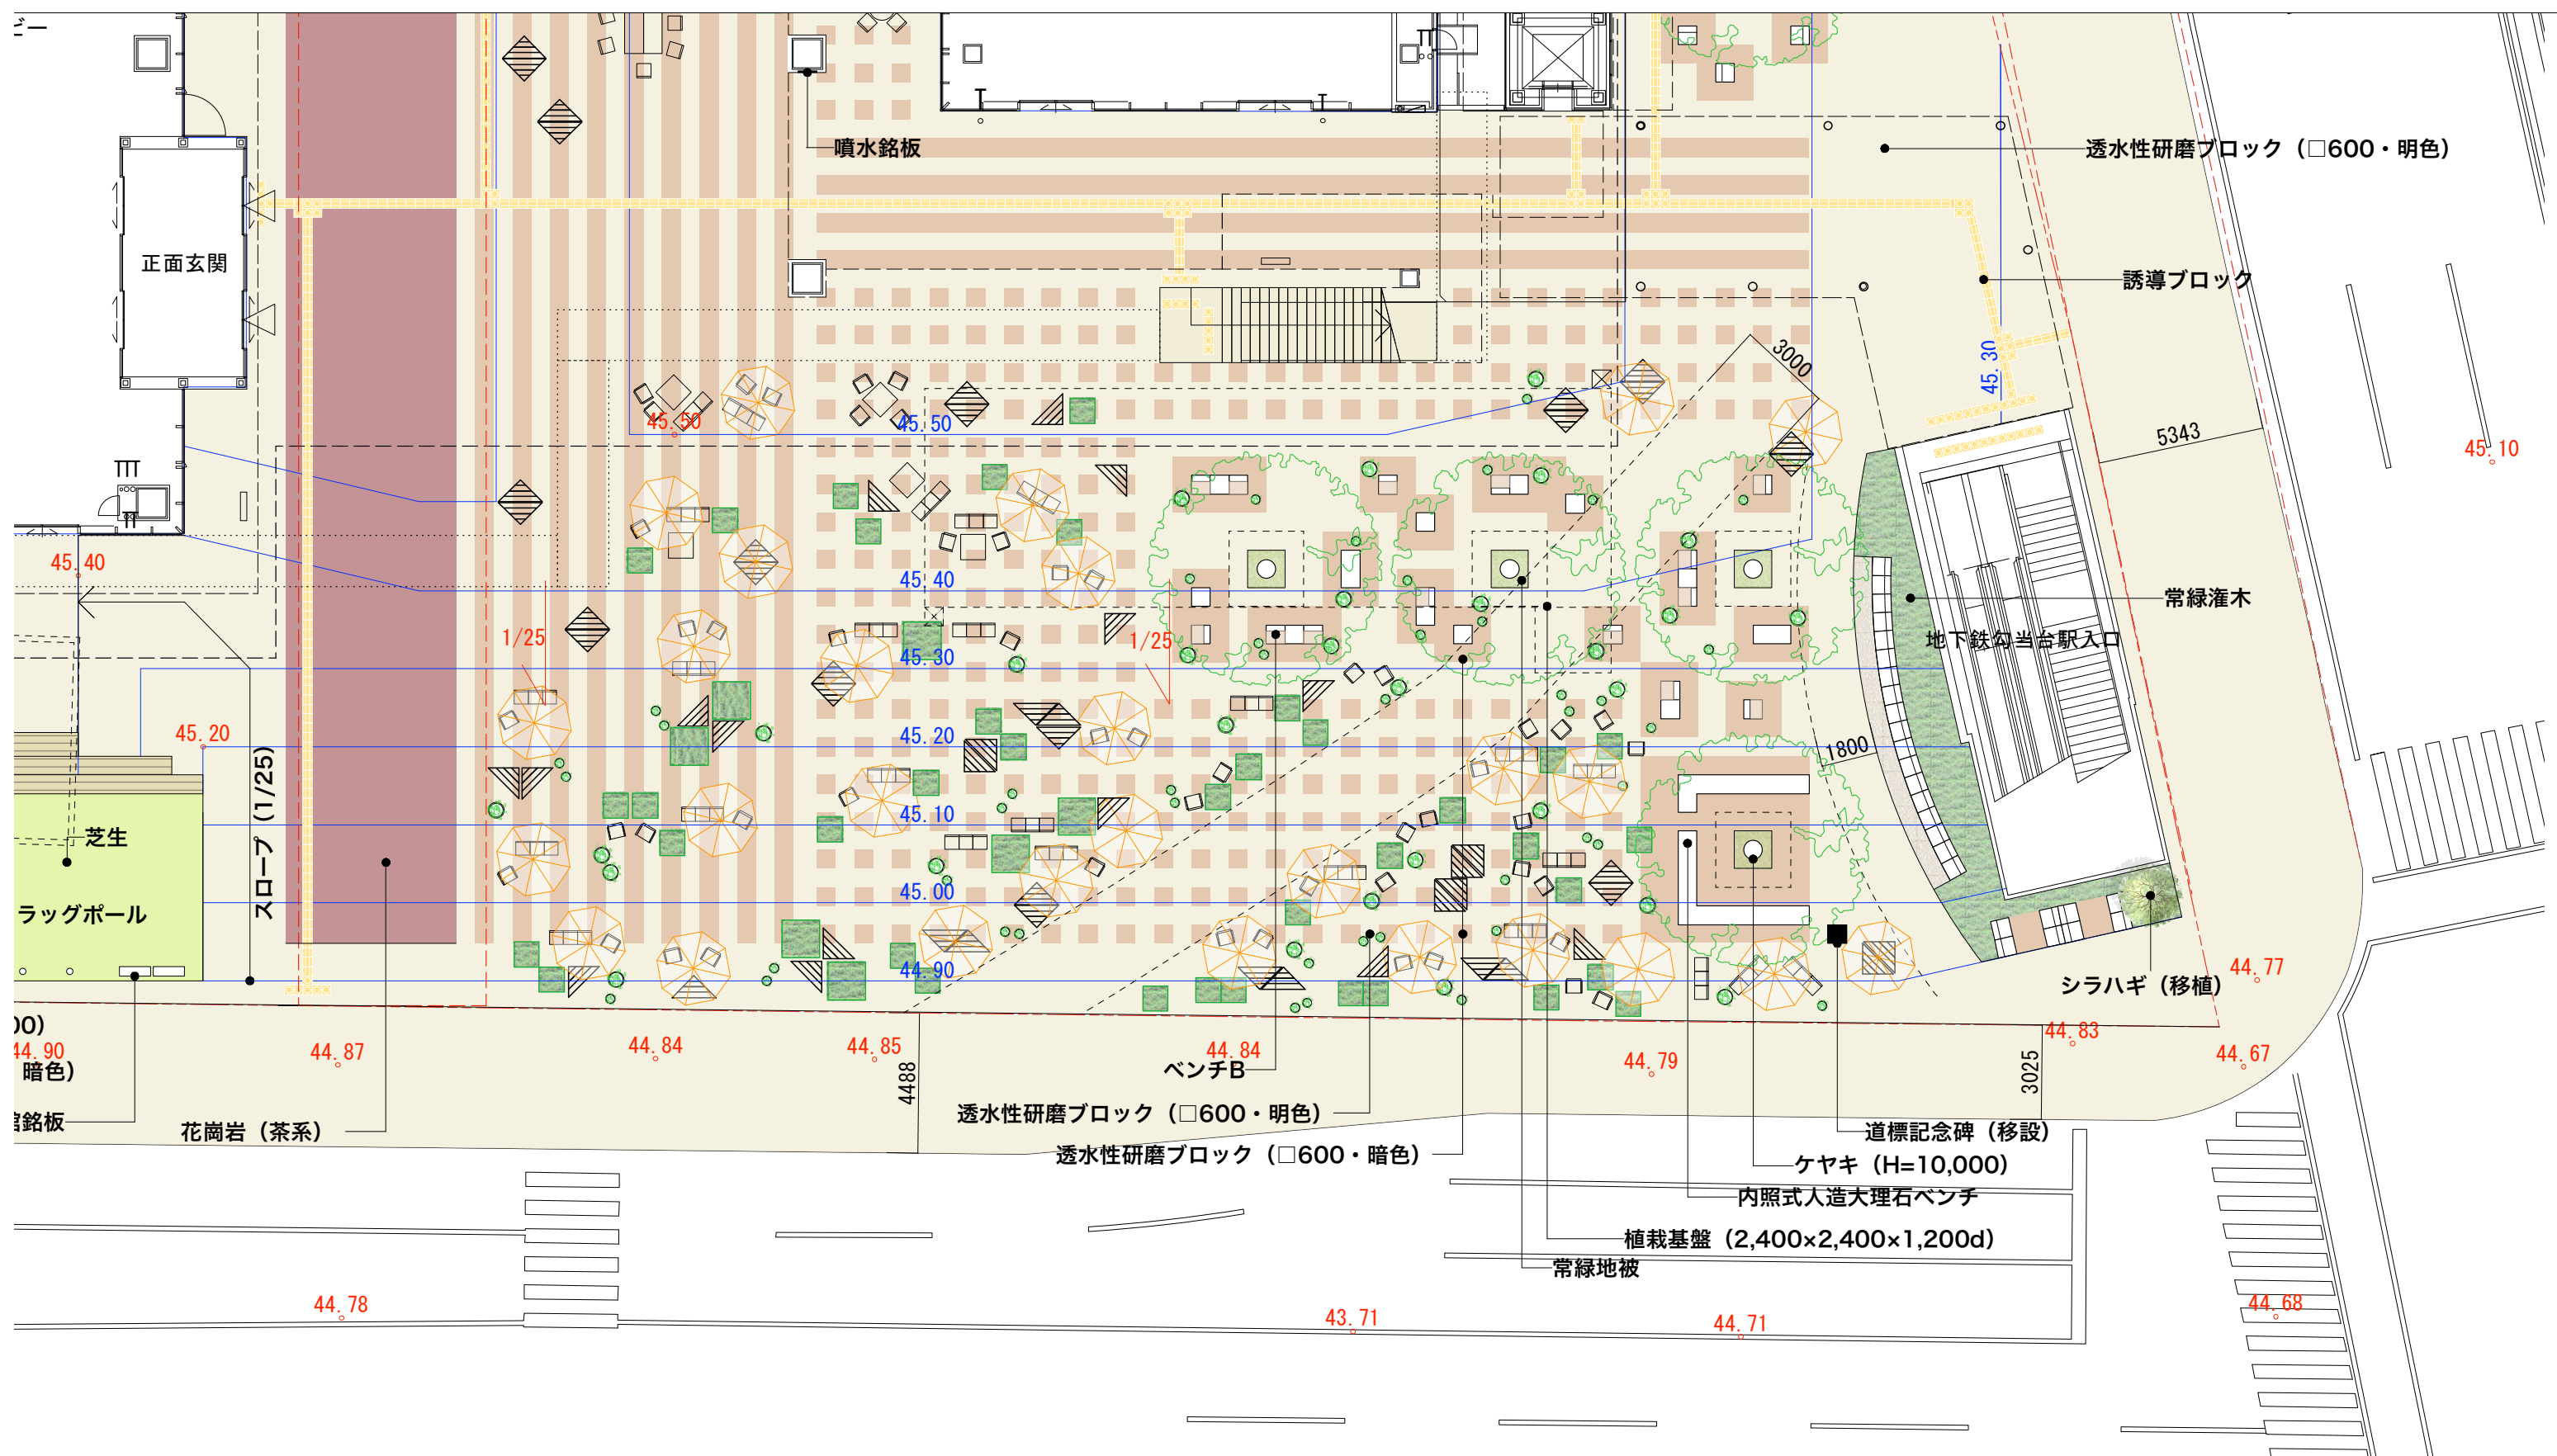 ビー
噴水銘板
透水性研磨ブロック（□600・明色）
正面玄関
誘導ブロック
3000
45.30
45.50
45.50
5343
45.10
45.40
45.40
常緑潅木
地下鉄勾当台駅入口
1/25
1/25
45.30
45.20
45.20
1800
スロープ（1/25）
45.10
芝生
45.00
ラッグポール
44.90
シラハギ（移植）
44.77
00）
44.90
暗色）
44.87
44.84
44.85
44.84
44.79
44.83
44.67
4488
3025
ベンチB
館銘板
花崗岩（茶系）
透水性研磨ブロック（□600・明色）
透水性研磨ブロック（□600・暗色）
道標記念碑（移設）
ケヤキ（H=10,000）
内照式人造大理石ベンチ
植栽基盤（2,400×2,400×1,200d）
常緑地被
44.78
43.71
44.71
44.68